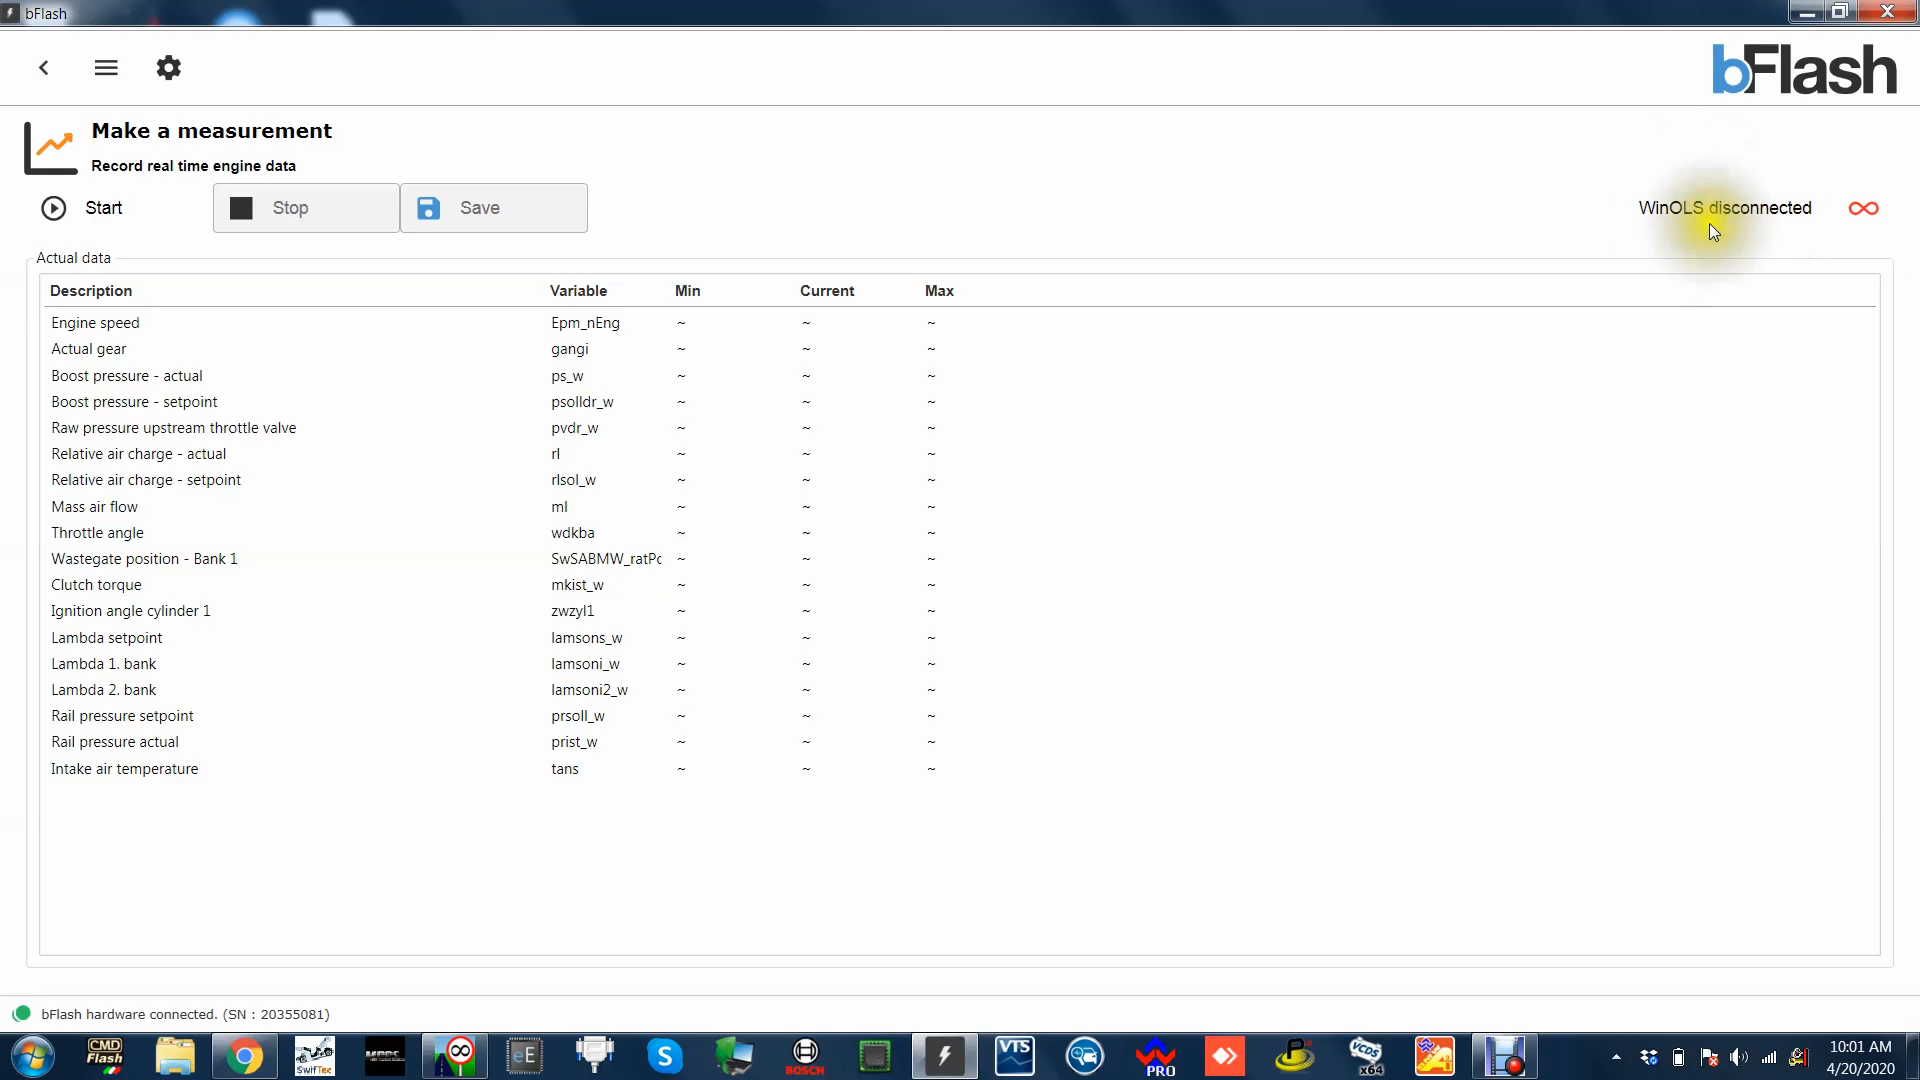 bFlash
bFlash
Make a measurement
Record real time engine data
Start Stop Save WinOLS disconnected
Actual data
Description Variable Min Current Max
Engine speed Epm_nEng ~ ~ ~
Actual gear gangi ~ ~ ~
Boost pressure - actual ps_w ~ ~ ~
Boost pressure - setpoint psolldr_w ~ ~ ~
Raw pressure upstream throttle valve pvdr_w ~ ~ ~
Relative air charge - actual rl ~ ~ ~
Relative air charge - setpoint rlsol_w ~ ~ ~
Mass air flow ml ~ ~ ~
Throttle angle wdkba ~ ~ ~
Wastegate position - Bank 1 SwSABMW_ratPo ~ ~ ~
Clutch torque mkist_w ~ ~ ~
Ignition angle cylinder 1 zwzyl1 ~ ~ ~
Lambda setpoint lamsons_w ~ ~ ~
Lambda 1. bank lamsoni_w ~ ~ ~
Lambda 2. bank lamsoni2_w ~ ~ ~
Rail pressure setpoint prsoll_w ~ ~ ~
Rail pressure actual prist_w ~ ~ ~
Intake air temperature tans ~ ~ ~
bFlash hardware connected. (SN : 20355081)
CMD
Flash
SWIFTEC
eE
BOSCH
VTS
PRO
VCDS
x64
10:01 AM
4/20/2020